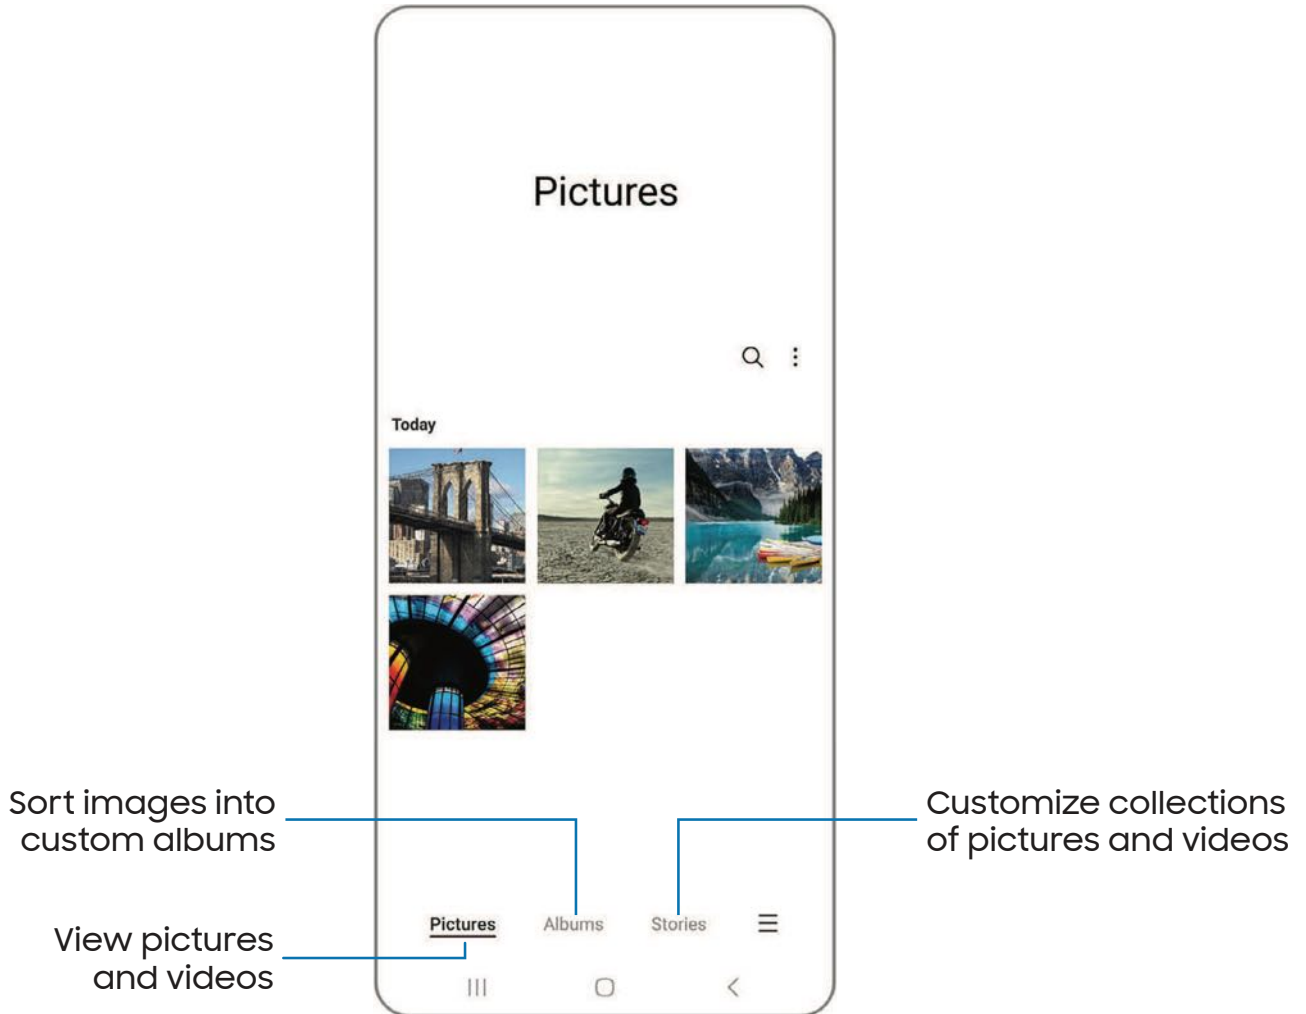 Pictures
Today
Sort images into
custom albums
Customize collections
of pictures and videos
Pictures Albums Stories
View pictures
and videos